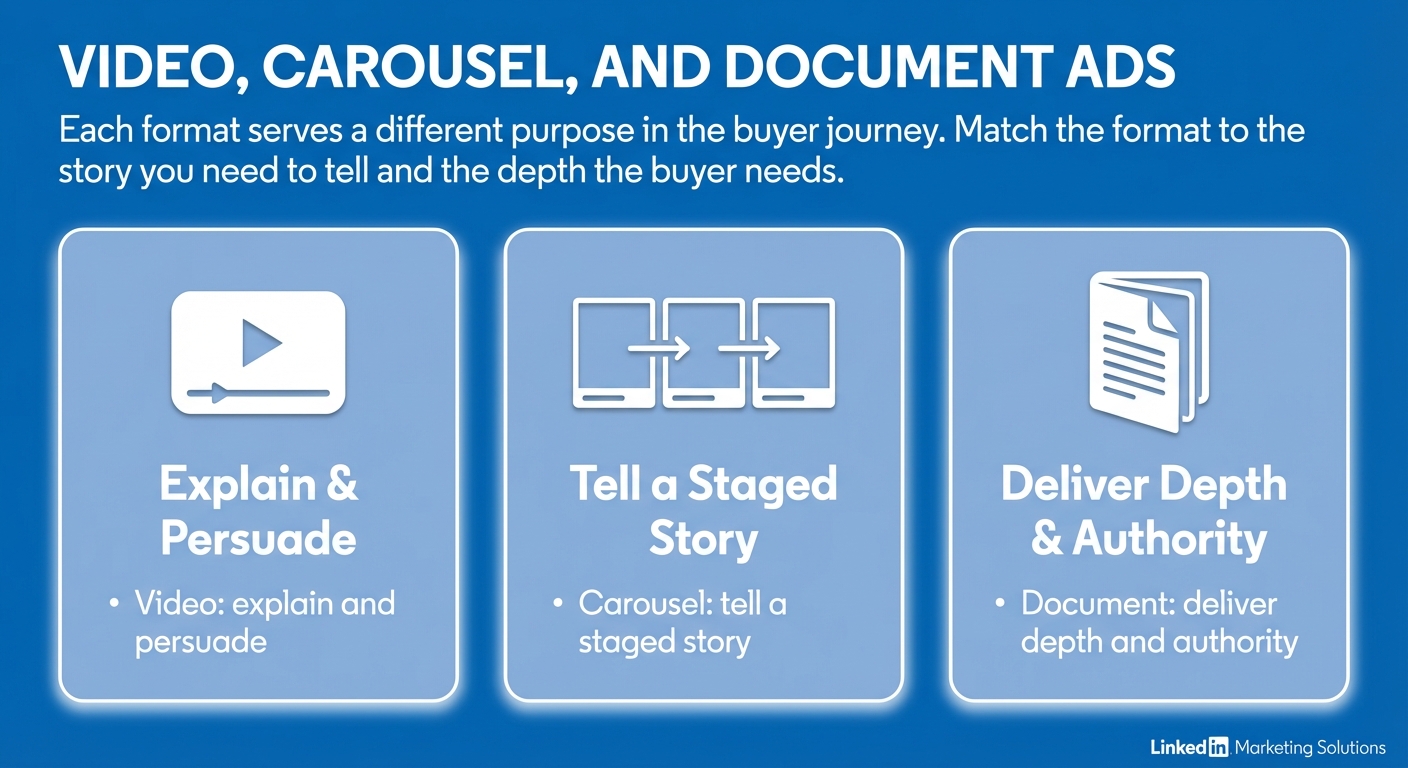 VIDEO, CAROUSEL, AND DOCUMENT ADS
Each format serves a different purpose in the buyer journey. Match the format to the
story you need to tell and the depth the buyer needs.
Explain &
Persuade
• Video: explain and
persuade
Tell a Staged
Story
• Carousel: tell a
staged story
Deliver Depth
& Authority
• Document: deliver
depth and authority
Linked in Marketing Solutions